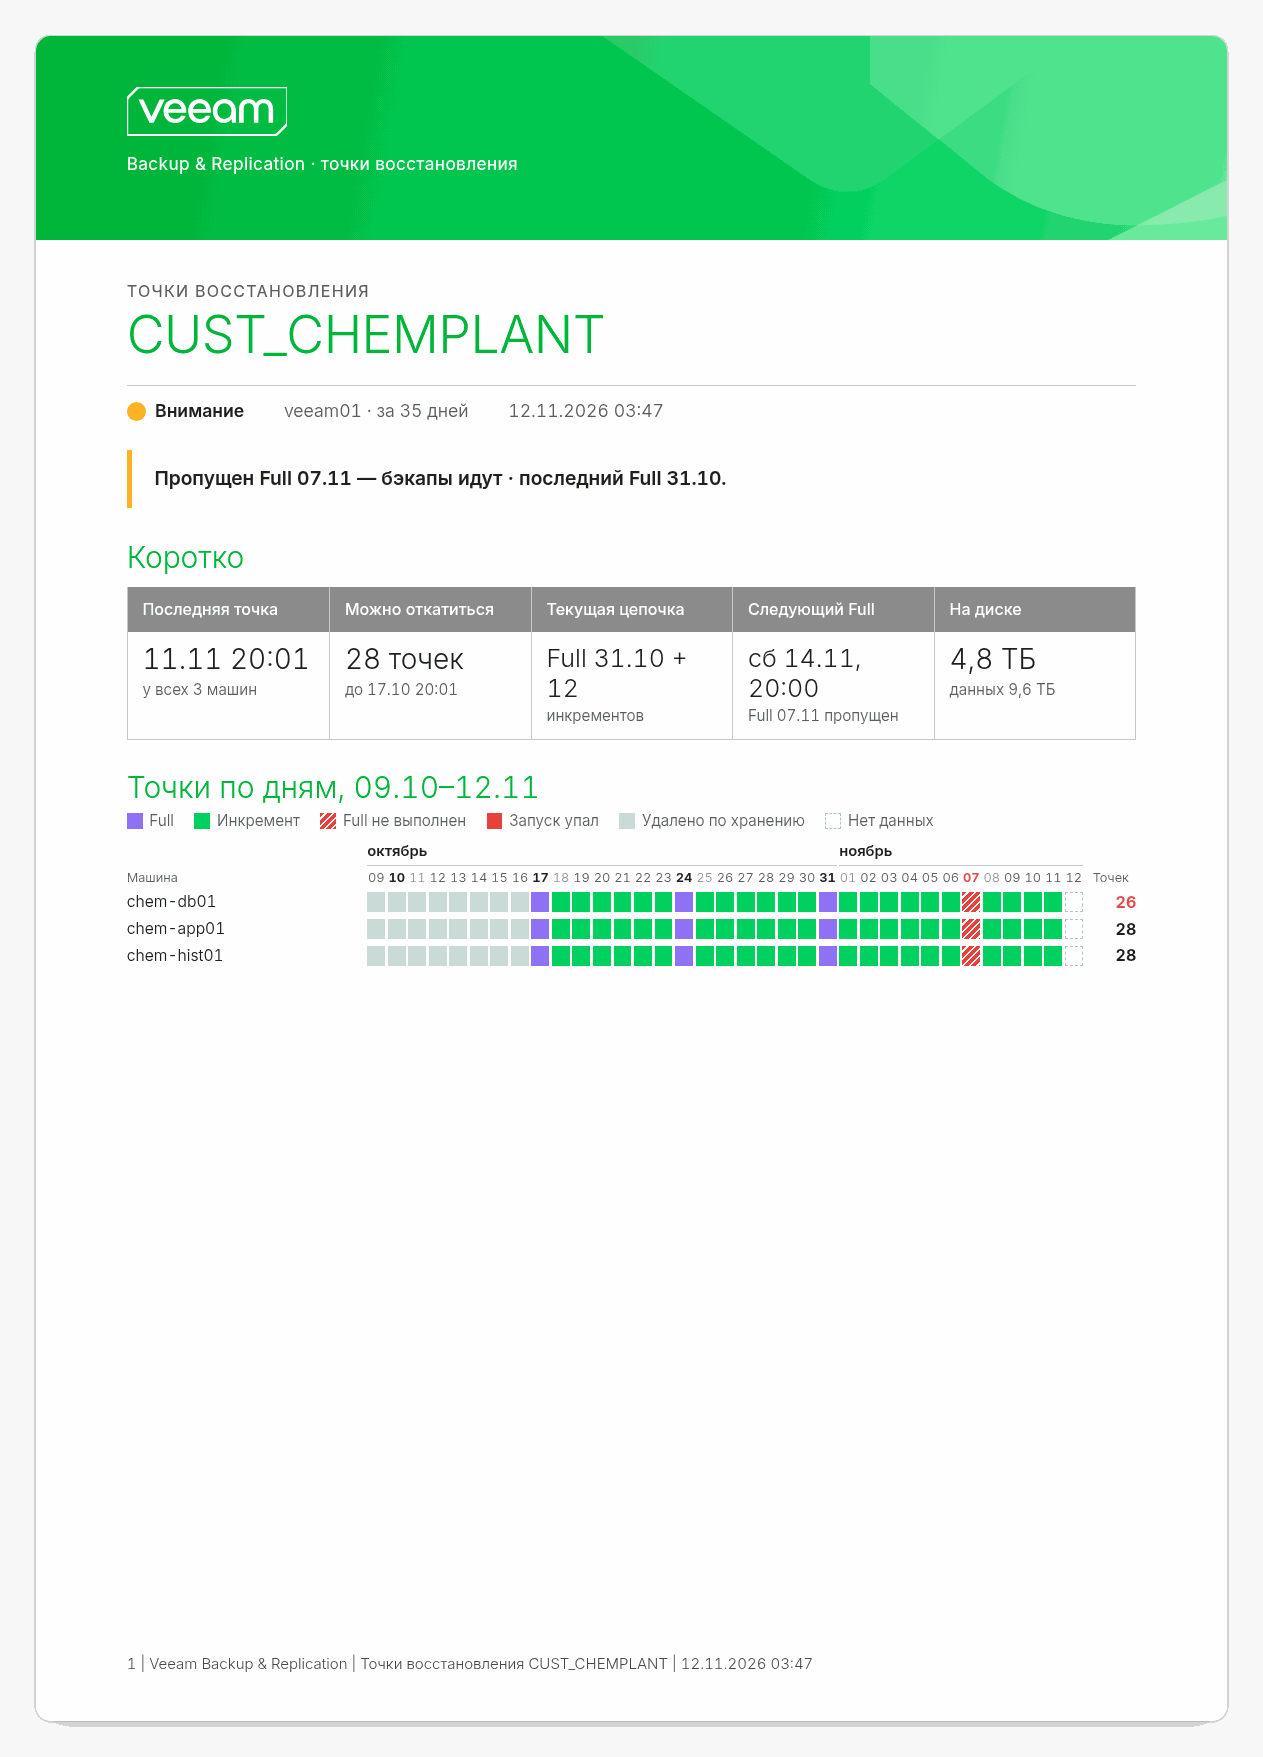 veeam
Backup & Replication · точки восстановления
ТОЧКИ ВОССТАНОВЛЕНИЯ
CUST_CHEMPLANT
Внимание veeam01 · за 35 дней 12.11.2026 03:47
Пропущен Full 07.11 — бэкапы идут · последний Full 31.10.
Коротко
Последняя точка Можно откатиться Текущая цепочка Следующий Full На диске
11.11 20:01 28 точек Full 31.10 + 12 сб 14.11, 20:00 4,8 ТБ
у всех 3 машин до 17.10 20:01 инкрементов Full 07.11 пропущен данных 9,6 ТБ
Точки по дням, 09.10–12.11
Full Инкремент Full не выполнен Запуск упал Удалено по хранению Нет данных
октябрь ноябрь
Машина 09 10 11 12 13 14 15 16 17 18 19 20 21 22 23 24 25 26 27 28 29 30 31 01 02 03 04 05 06 07 08 09 10 11 12 Точек
chem-db01 26
chem-app01 28
chem-hist01 28
1 | Veeam Backup & Replication | Точки восстановления CUST_CHEMPLANT | 12.11.2026 03:47